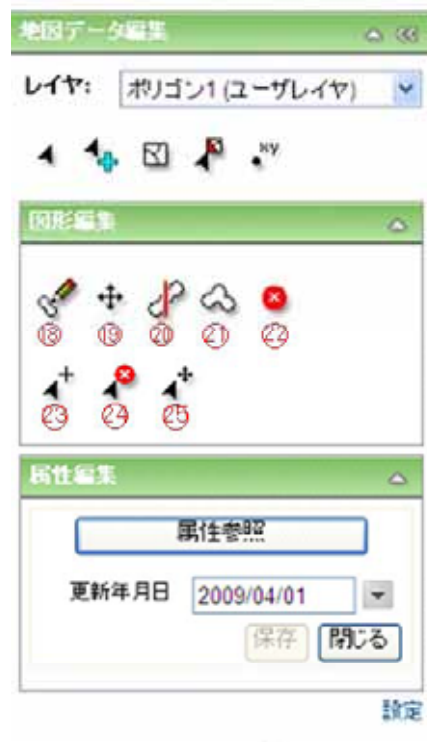 地図データ編集
レイヤ: ポリゴン1 (ユーザレイヤ)
xy
図形編集
⑱ ⑲ ⑳ ㉑ ㉒
㉓ ㉔ ㉕
属性編集
属性参照
更新年月日 2009/04/01
保存 閉じる
設定